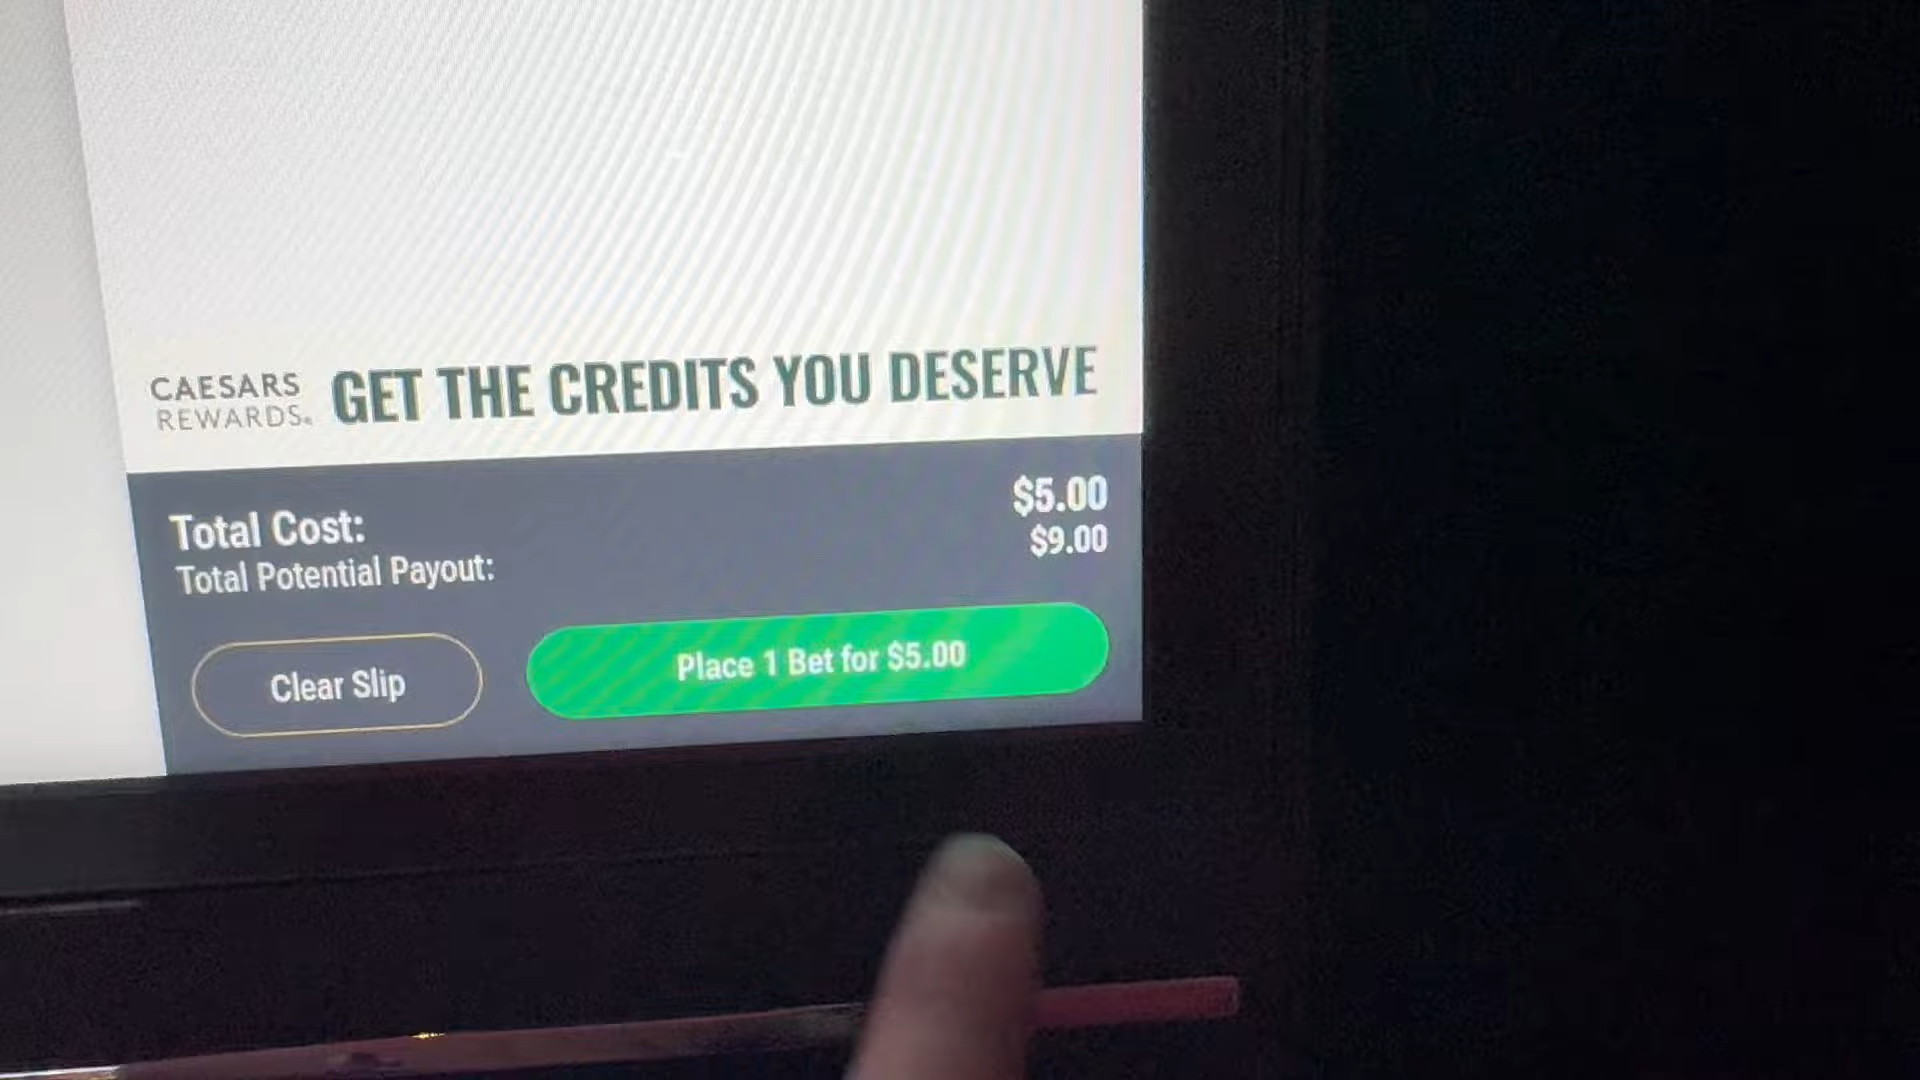 CAESARS
REWARDS®
GET THE CREDITS YOU DESERVE
Total Cost: $5.00
Total Potential Payout: $9.00
Clear Slip
Place 1 Bet for $5.00